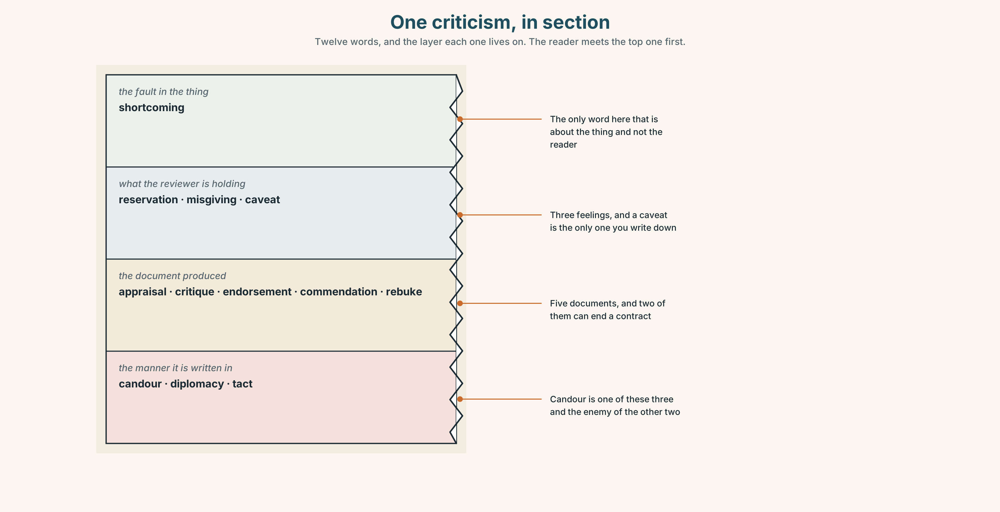 One criticism, in section
Twelve words, and the layer each one lives on. The reader meets the top one first.
the fault in the thing
shortcoming
The only word here that is
about the thing and not the
reader
what the reviewer is holding
reservation · misgiving · caveat
Three feelings, and a caveat
is the only one you write down
the document produced
appraisal · critique · endorsement · commendation · rebuke
Five documents, and two of
them can end a contract
the manner it is written in
candour · diplomacy · tact
Candour is one of these three
and the enemy of the other two